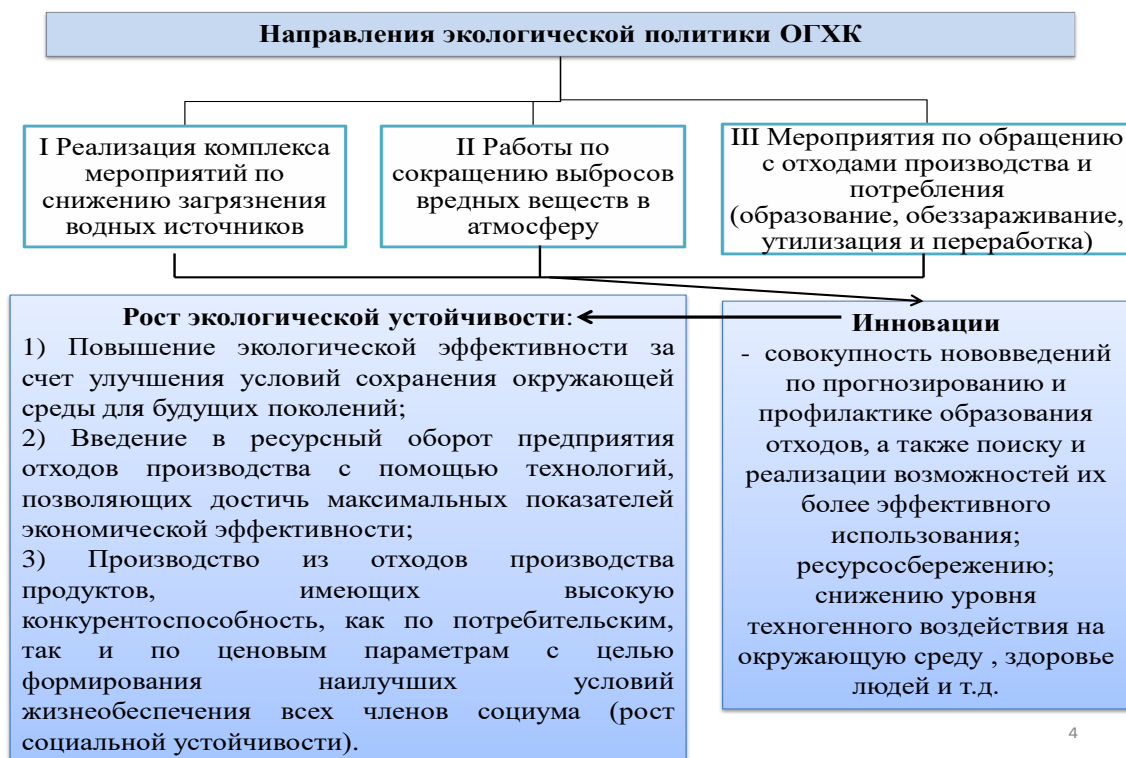 Направления экологической политики ОГХК
I Реализация комплекса
мероприятий по
снижению загрязнения
водных источников
II Работы по
сокращению выбросов
вредных веществ в
атмосферу
III Мероприятия по обращению
с отходами производства и
потребления
(образование, обеззараживание,
утилизация и переработка)
Рост экологической устойчивости:
1) Повышение экологической эффективности за
счет улучшения условий сохранения окружающей
среды для будущих поколений;
2) Введение в ресурсный оборот предприятия
отходов производства с помощью технологий,
позволяющих достичь максимальных показателей
экономической эффективности;
3) Производство из отходов производства
продуктов, имеющих высокую
конкурентоспособность, как по потребительским,
так и по ценовым параметрам с целью
формирования наилучших условий
жизнеобеспечения всех членов социума (рост
социальной устойчивости).
Инновации
- совокупность нововведений
по прогнозированию и
профилактике образования
отходов, а также поиску и
реализации возможностей их
более эффективного
использования;
ресурсосбережению;
снижению уровня
техногенного воздействия на
окружающую среду , здоровье
людей и т.д.
4